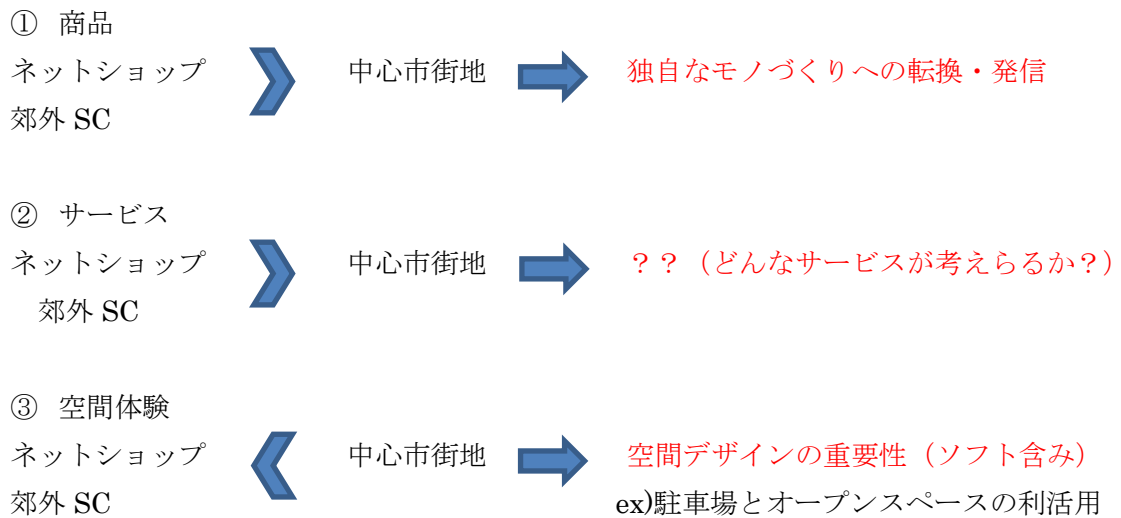 ① 商品
ネットショップ 中心市街地 独自なモノづくりへの転換・発信
郊外 SC
② サービス
ネットショップ 中心市街地 ？？（どんなサービスが考えらるか？）
郊外 SC
③ 空間体験
ネットショップ 中心市街地 空間デザインの重要性（ソフト含み）
郊外 SC ex)駐車場とオープンスペースの利活用